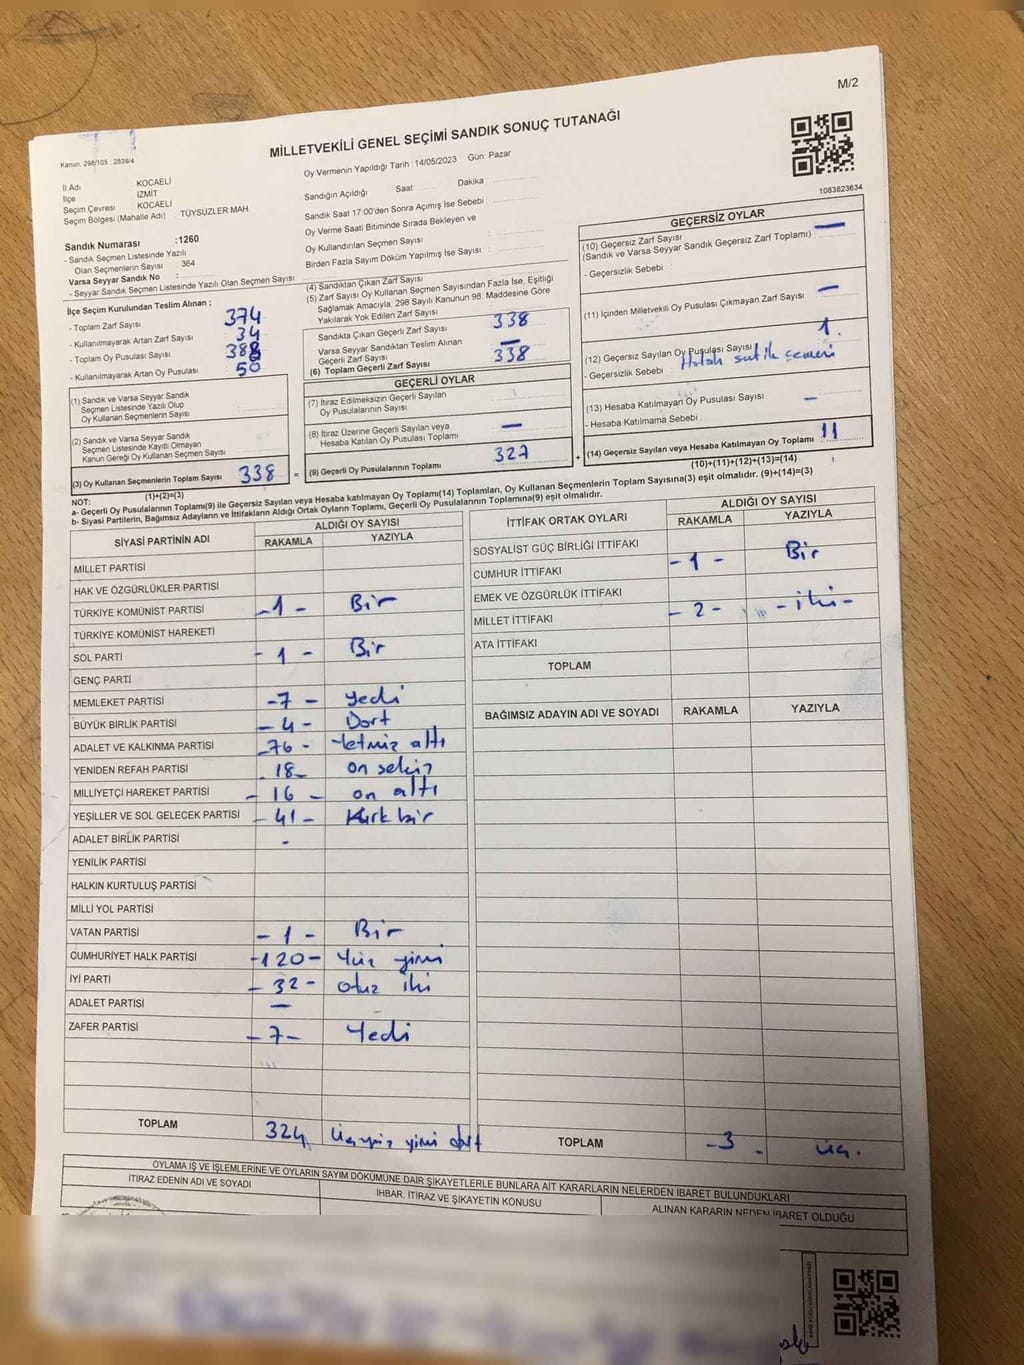 M/2
MİLLETVEKİLİ GENEL SEÇİMİ SANDIK SONUÇ TUTANAĞI
Kanun. 298/105 , 2839/4
İl Adı KOCAELİ
İlçe İZMİT
Seçim Çevresi KOCAELİ
Seçim Bölgesi (Mahalle Adı) TÜYSÜZLER MAH
Sandık Numarası :1260
- Sandık Seçmen Listesinde Yazılı
Olan Seçmenlerin Sayısı : 364
Varsa Seyyar Sandık No :
- Seyyar Sandık Seçmen Listesinde Yazılı Olan Seçmen Sayısı:
İlçe Seçim Kurulundan Teslim Alınan ;
- Toplam Zarf Sayısı 374
- Kullanılmayarak Artan Zarf Sayısı 34
- Toplam Oy Pusulası Sayısı 388
- Kullanılmayarak Artan Oy Pusulası 50
(1) Sandık ve Varsa Seyyar Sandık
Seçmen Listesinde Yazılı Olup
Oy Kullanan Seçmenlerin Sayısı
(2) Sandık ve Varsa Seyyar Sandık
Seçmen Listesinde Kayıtlı Olmayan
Kanun Gereği Oy Kullanan Seçmen Sayısı
(3) Oy Kullanan Seçmenlerin Toplam Sayısı 338
(1)+(2)=(3)
Oy Vermenin Yapıldığı Tarih :14/05/2023 Gün: Pazar
Sandığın Açıldığı Saat Dakika :
Sandık Saat 17:00'den Sonra Açımış İse Sebebi :
Oy Verme Saati Bitiminde Sırada Bekleyen ve
Oy Kullandırılan Seçmen Sayısı :
Birden Fazla Sayım Döküm Yapılmış İse Sayısı :
(4) Sandıktan Çıkan Zarf Sayısı
(5) Zarf Sayısı Oy Kullanan Seçmen Sayısından Fazla İse, Eşitliği
Sağlamak Amacıyla, 298 Sayılı Kanunun 98. Maddesine Göre
Yakılarak Yok Edilen Zarf Sayısı :
Sandıkta Çıkan Geçerli Zarf Sayısı 338
Varsa Seyyar Sandıktan Teslim Alınan
Geçerli Zarf Sayısı —
(6) Toplam Geçerli Zarf Sayısı 338
GEÇERLİ OYLAR
(7) İtiraz Edilmeksizin Geçerli Sayılan
Oy Pusulalarının Sayısı
(8) İtiraz Üzerine Geçerli Sayılan veya
Hesaba Katılan Oy Pusulası Toplamı —
= (9) Geçerli Oy Pusulalarının Toplamı 327
1083823634
GEÇERSİZ OYLAR
(10) Geçersiz Zarf Sayısı —
(Sandık ve Varsa Seyyar Sandık Geçersiz Zarf Toplamı) :
- Geçersizlik Sebebi :
(11) İçinden Milletvekili Oy Pusulası Çıkmayan Zarf Sayısı —
(12) Geçersiz Sayılan Oy Pusulası Sayısı 1.
- Geçersizlik Sebebi :
(13) Hesaba Katılmayan Oy Pusulası Sayısı —
- Hesaba Katılmama Sebebi :
+ (14) Geçersiz Sayılan veya Hesaba Katılmayan Oy Toplamı 11
(10)+(11)+(12)+(13)=(14)
NOT:
a- Geçerli Oy Pusulalarının Toplamı(9) ile Geçersiz Sayılan veya Hesaba katılmayan Oy Toplamı(14) Toplamları, Oy Kullanan Seçmenlerin Toplam Sayısına(3) eşit olmalıdır. (9)+(14)=(3)
b- Siyasi Partilerin, Bağımsız Adayların ve İttifakların Aldığı Ortak Oyların Toplamı, Geçerli Oy Pusulalarının Toplamına(9) eşit olmalıdır.
SİYASİ PARTİNİN ADI ALDIĞI OY SAYISI
RAKAMLA YAZIYLA
MİLLET PARTİSİ
HAK VE ÖZGÜRLÜKLER PARTİSİ
TÜRKİYE KOMÜNİST PARTİSİ -1- Bir
TÜRKİYE KOMÜNİST HAREKETİ
SOL PARTİ -1- Bir
GENÇ PARTİ
MEMLEKET PARTİSİ -7- Yedi
BÜYÜK BİRLİK PARTİSİ -4- Dört
ADALET VE KALKINMA PARTİSİ -76- Yetmiz altı
YENİDEN REFAH PARTİSİ -18- on sekiz
MİLLİYETÇİ HAREKET PARTİSİ -16- on altı
YEŞİLLER VE SOL GELECEK PARTİSİ -41- Kırk bir
ADALET BİRLİK PARTİSİ -
YENİLİK PARTİSİ
HALKIN KURTULUŞ PARTİSİ
MİLLİ YOL PARTİSİ
VATAN PARTİSİ -1- Bir
CUMHURİYET HALK PARTİSİ -120- Yüz yirmi
İYİ PARTİ -32- otuz iki
ADALET PARTİSİ —
ZAFER PARTİSİ -7- Yedi
TOPLAM 324 Üçyüz yirmi dört
İTTİFAK ORTAK OYLARI ALDIĞI OY SAYISI
RAKAMLA YAZIYLA
SOSYALİST GÜÇ BİRLİĞİ İTTİFAKI
CUMHUR İTTİFAKI -1- Bir
EMEK VE ÖZGÜRLÜK İTTİFAKI
MİLLET İTTİFAKI -2- -iki-
ATA İTTİFAKI
TOPLAM
BAĞIMSIZ ADAYIN ADI VE SOYADI RAKAMLA YAZIYLA
TOPLAM -3- üç.
OYLAMA İŞ VE İŞLEMLERİNE VE OYLARIN SAYIM DÖKÜMÜNE DAİR ŞİKAYETLERLE BUNLARA AİT KARARLARIN NELERDEN İBARET BULUNDUKLARI
İTİRAZ EDENİN ADI VE SOYADI İHBAR, İTİRAZ VE ŞİKAYETİN KONUSU ALINAN KARARIN NEDEN İBARET OLDUĞU